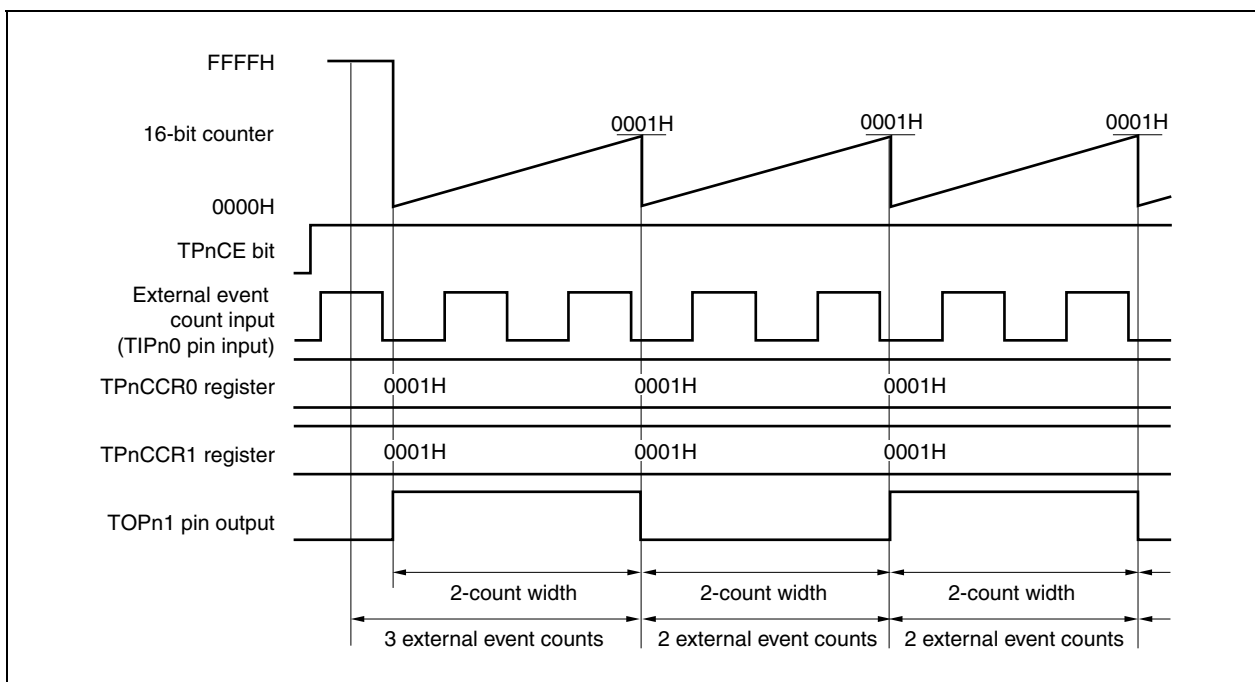 FFFFH
16-bit counter
0001H 0001H 0001H
0000H
TPnCE bit
External event
count input
(TIPn0 pin input)
TPnCCR0 register
0001H 0001H 0001H
TPnCCR1 register
0001H 0001H 0001H
TOPn1 pin output
2-count width 2-count width 2-count width
3 external event counts 2 external event counts 2 external event counts